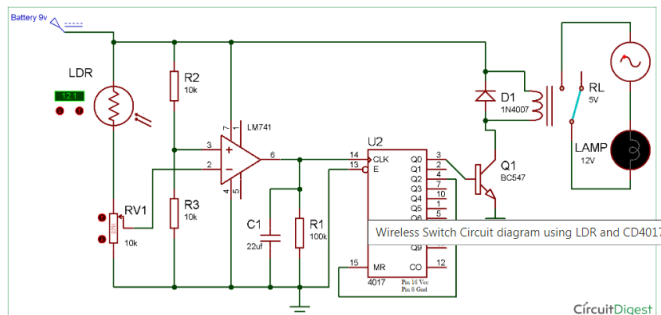 Battery 9v
LDR
12.1
R2
10k
LM741
7
1
3
2
6
4
5
R3
10k
RV1
10k
C1
22uf
R1
100k
U2
14
13
CLK
E
Q0
Q1
Q2
Q3
Q4
Q5
Q6
Q9
CO
3
2
4
7
10
1
12
15
MR
4017
Pin 16 Vcc
Pin 8 Gnd
D1
1N4007
Q1
BC547
RL
5V
LAMP
12V
Wireless Switch Circuit diagram using LDR and CD4017
CircuitDigest